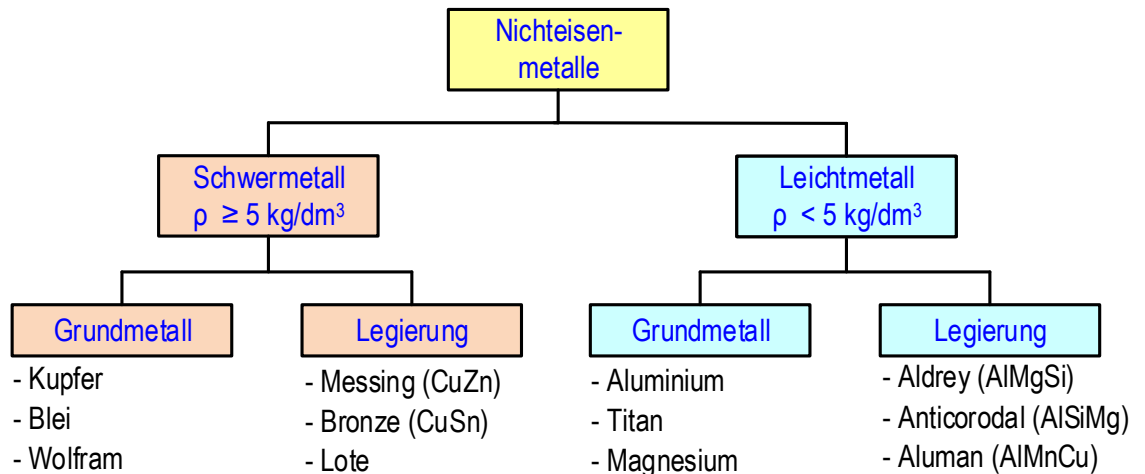 Nichteisen-
metalle
Schwermetall
ρ ≥ 5 kg/dm³
Leichtmetall
ρ < 5 kg/dm³
Grundmetall
- Kupfer
- Blei
- Wolfram
Legierung
- Messing (CuZn)
- Bronze (CuSn)
- Lote
Grundmetall
- Aluminium
- Titan
- Magnesium
Legierung
- Aldrey (AlMgSi)
- Anticorodal (AlSiMg)
- Aluman (AlMnCu)